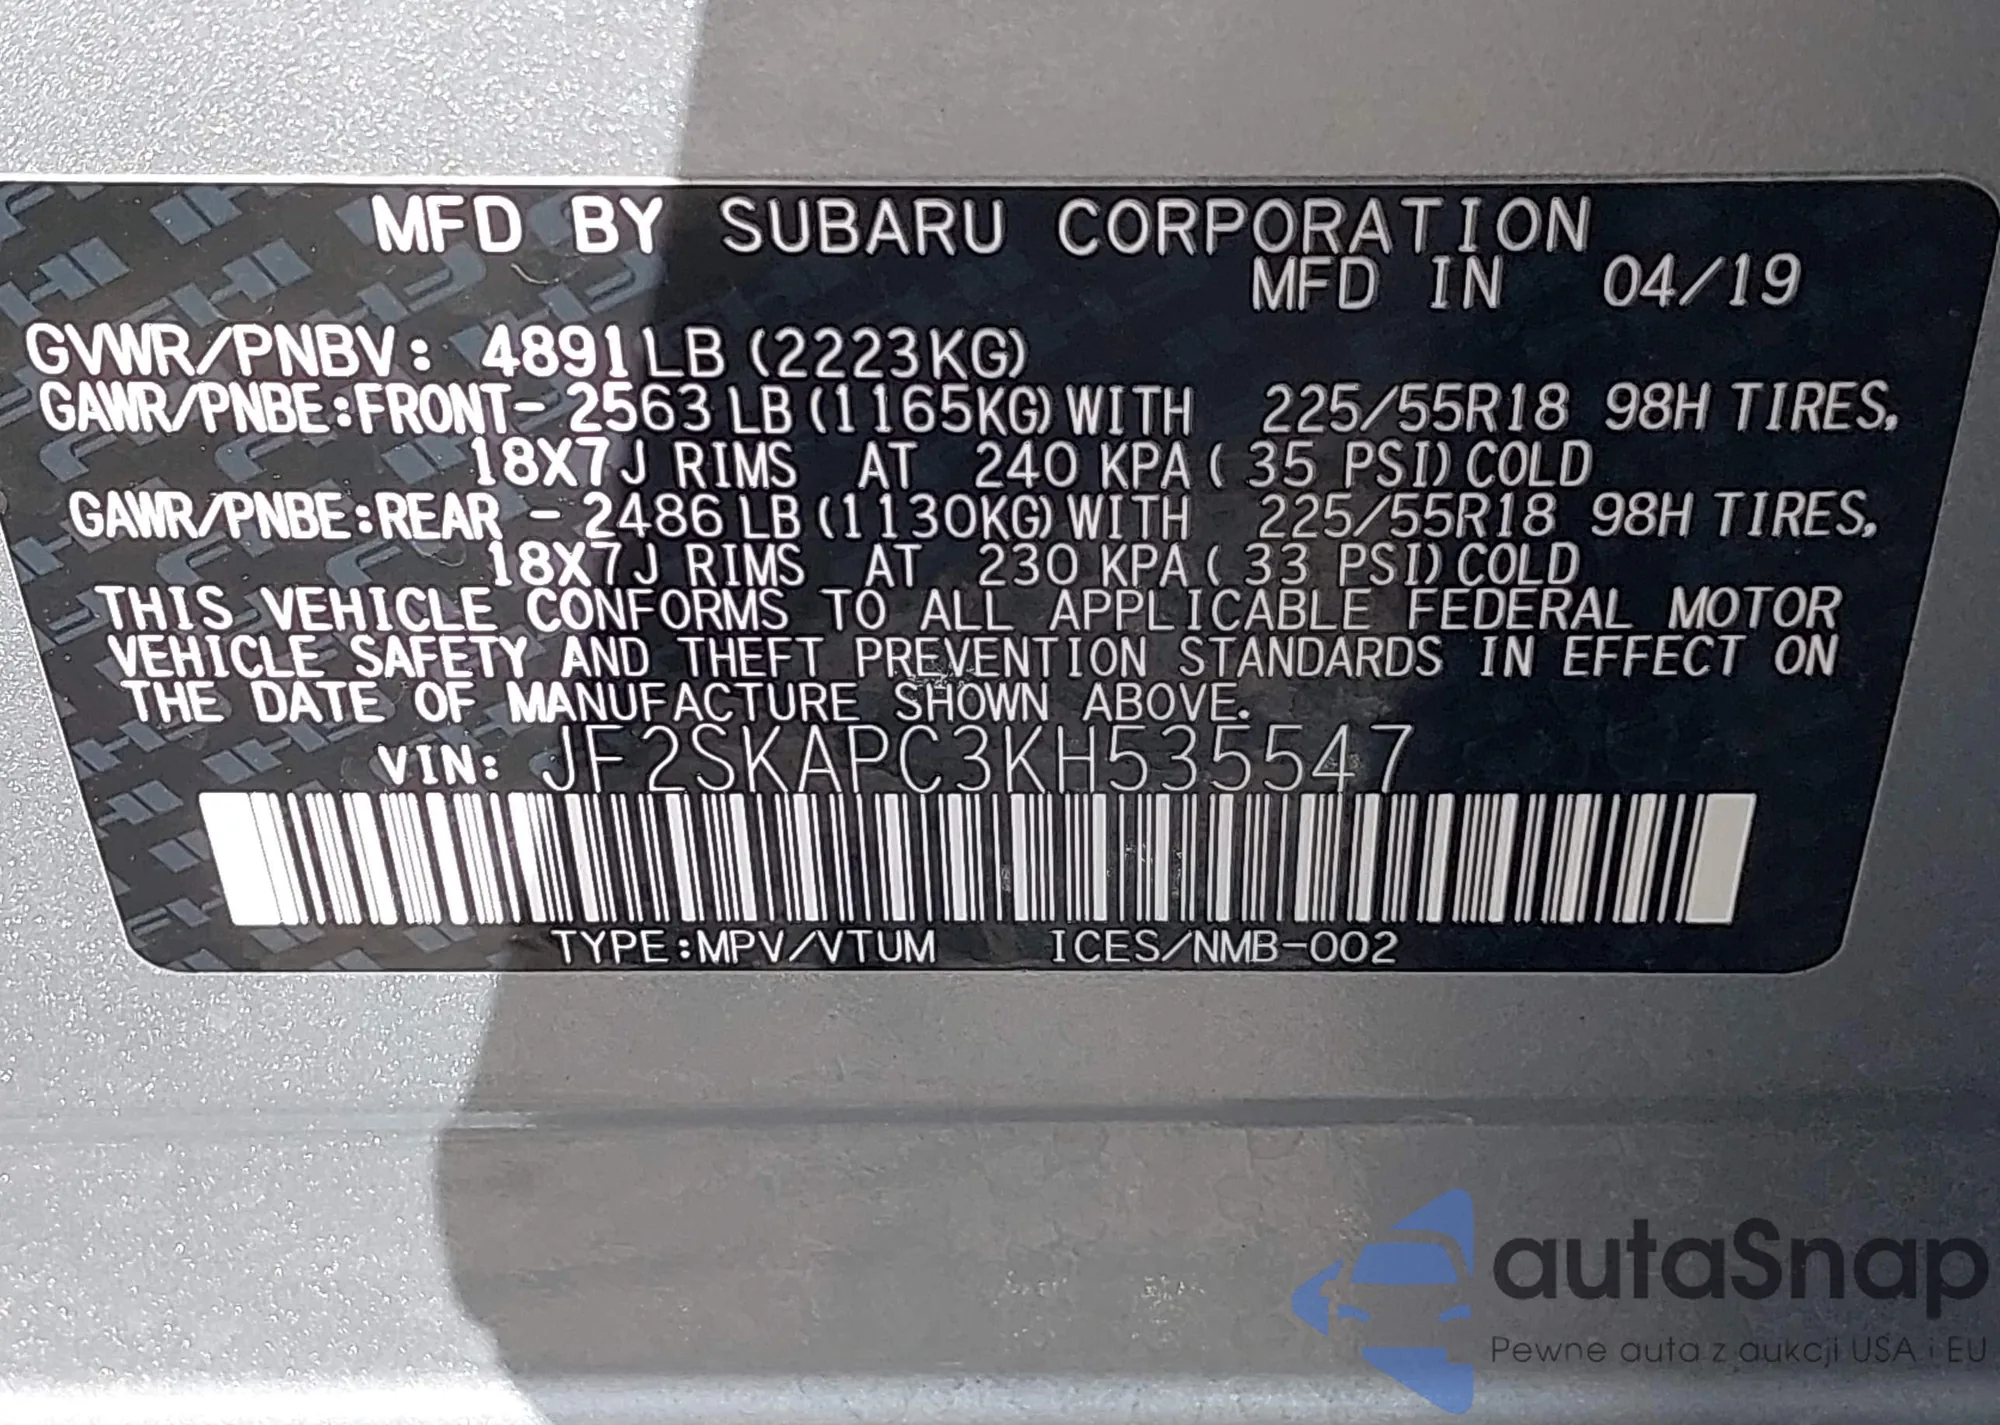 MFD BY SUBARU CORPORATION
MFD IN 04/19
GVWR/PNBV: 4891LB (2223KG)
GAWR/PNBE:FRONT- 2563 LB (1165KG) WITH 225/55R18 98H TIRES,
18X7J RIMS AT 240 KPA ( 35 PSI) COLD
GAWR/PNBE:REAR - 2486 LB (1130KG) WITH 225/55R18 98H TIRES,
18X7J RIMS AT 230 KPA ( 33 PSI) COLD
THIS VEHICLE CONFORMS TO ALL APPLICABLE FEDERAL MOTOR
VEHICLE SAFETY AND THEFT PREVENTION STANDARDS IN EFFECT ON
THE DATE OF MANUFACTURE SHOWN ABOVE.
VIN: JF2SKAPC3KH535547
TYPE:MPV/VTUM ICES/NMB-002
autaSnap
Pewne auta z aukcji USA i EU